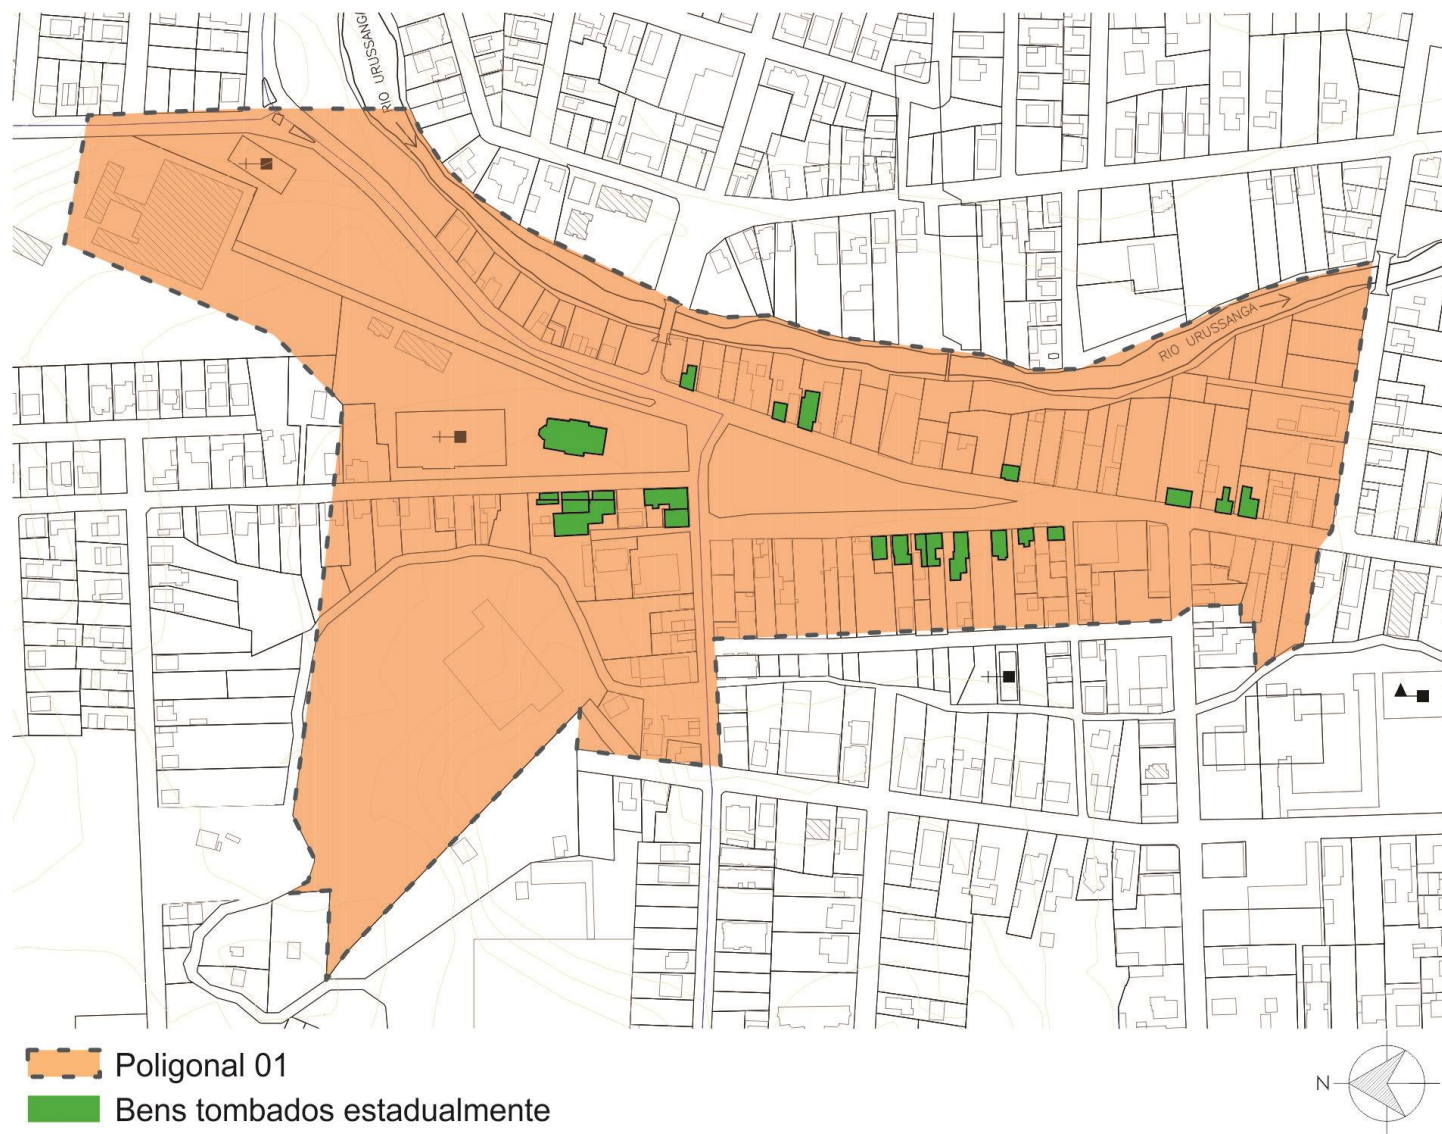 RIO URUSSANGA
RIO URUSSANGA
Poligonal 01
Bens tombados estadualmente
N